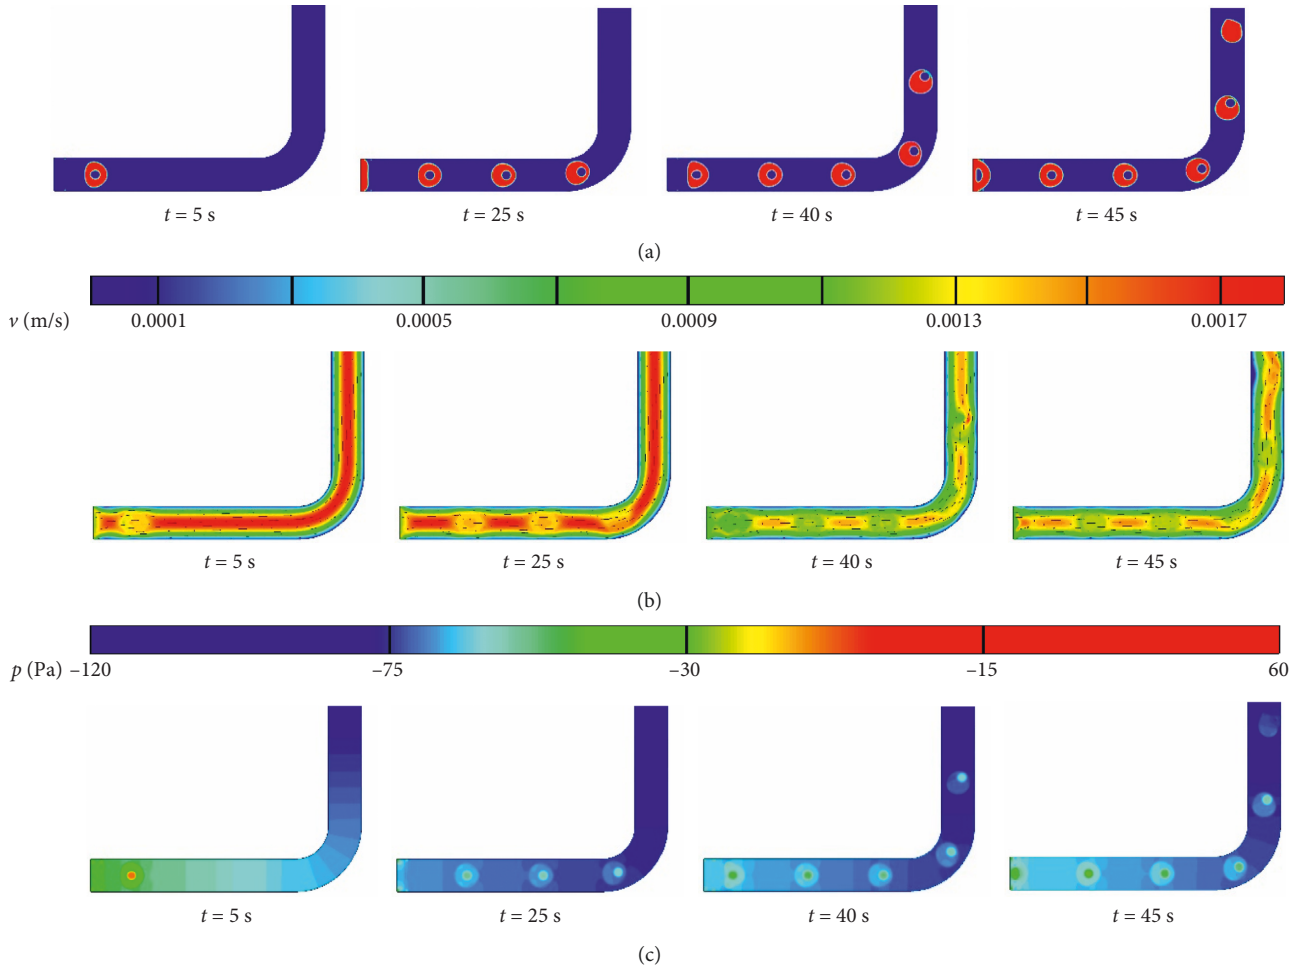 t = 5 s t = 25 s t = 40 s t = 45 s
(a)
v (m/s) 0.0001 0.0005 0.0009 0.0013 0.0017
t = 5 s t = 25 s t = 40 s t = 45 s
(b)
p (Pa) –120 –75 –30 –15 60
t = 5 s t = 25 s t = 40 s t = 45 s
(c)